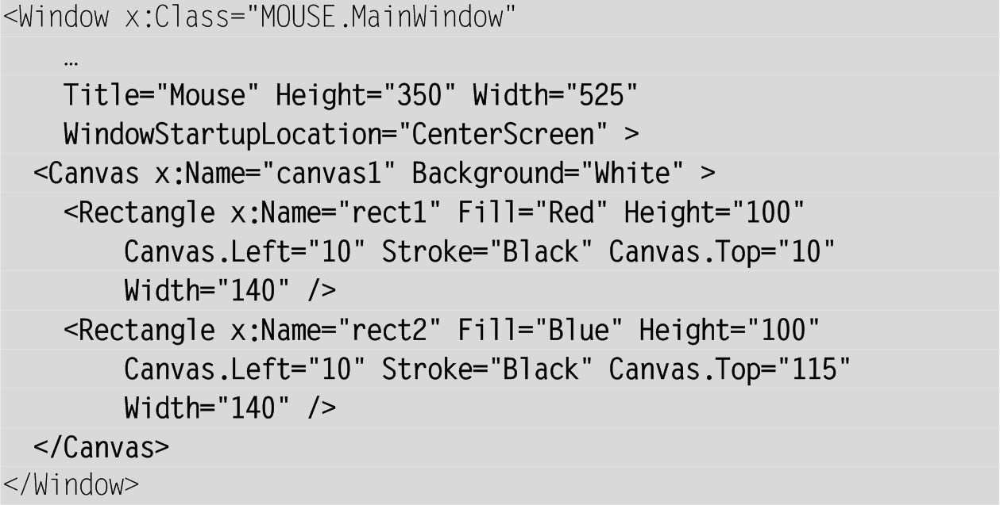 <Window x:Class="MOUSE.MainWindow"
    …
    Title="Mouse" Height="350" Width="525"
    WindowStartupLocation="CenterScreen" >
  <Canvas x:Name="canvas1" Background="White" >
    <Rectangle x:Name="rect1" Fill="Red" Height="100"
        Canvas.Left="10" Stroke="Black" Canvas.Top="10"
        Width="140" />
    <Rectangle x:Name="rect2" Fill="Blue" Height="100"
        Canvas.Left="10" Stroke="Black" Canvas.Top="115"
        Width="140" />
  </Canvas>
</Window>